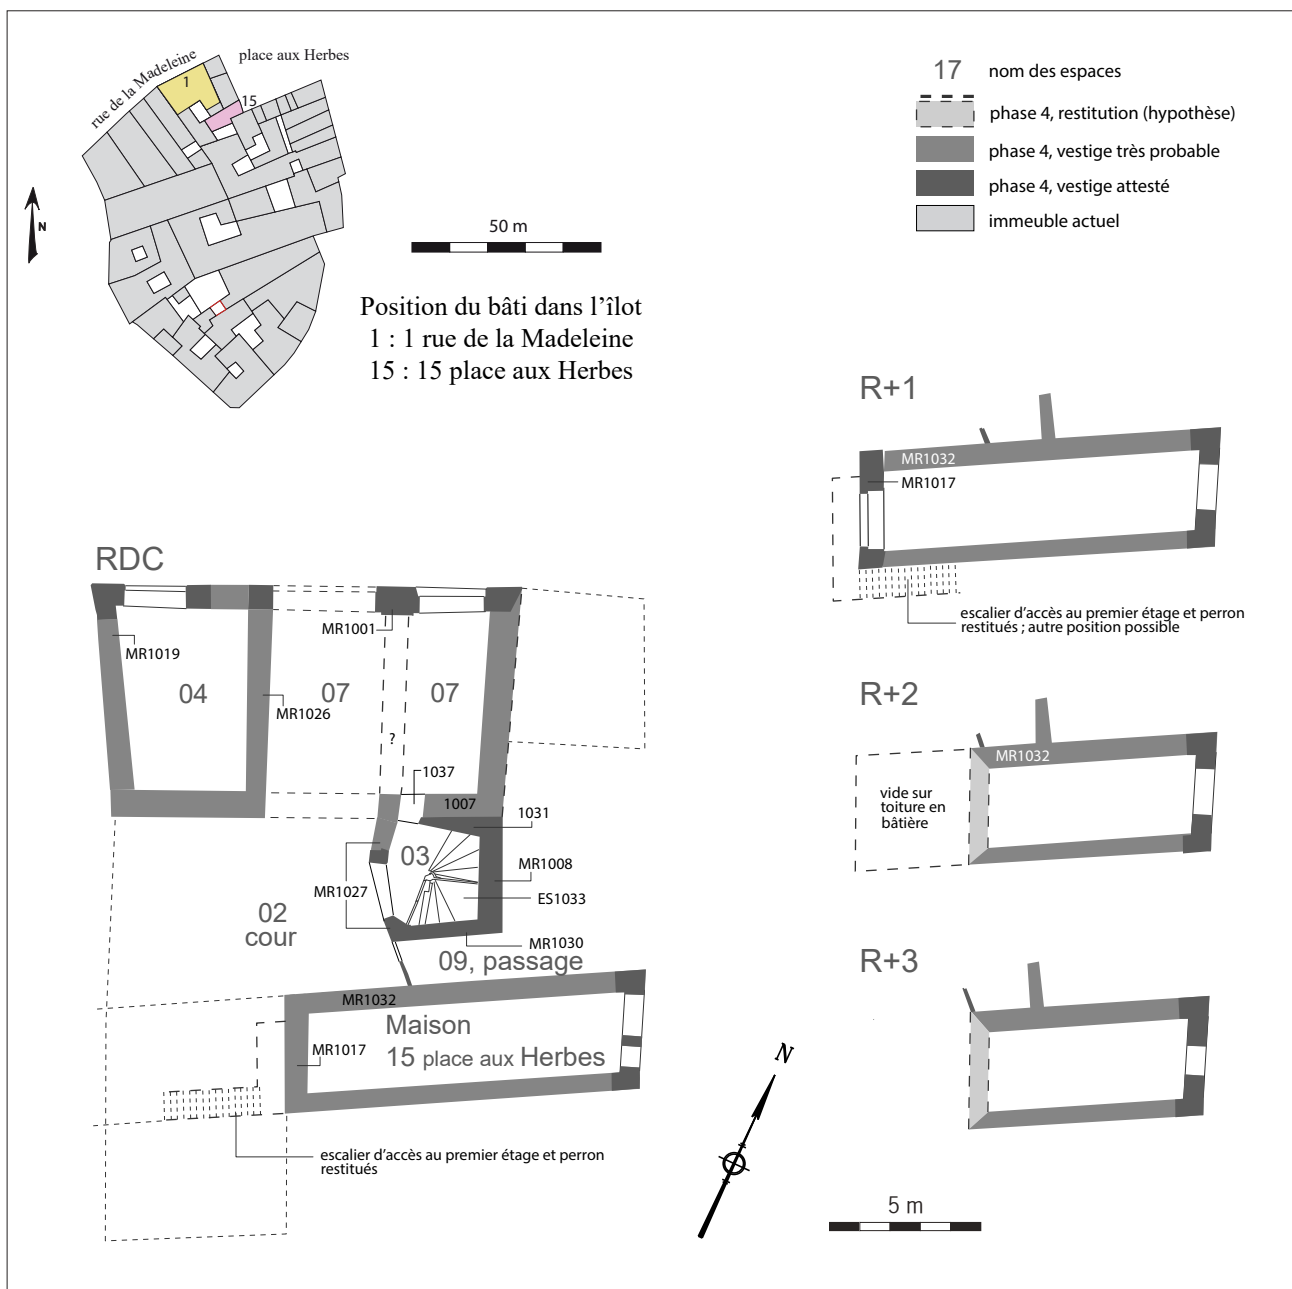 rue de la Madeleine
place aux Herbes
1
15
N
50 m
Position du bâti dans l’îlot
1 : 1 rue de la Madeleine
15 : 15 place aux Herbes
17 nom des espaces
phase 4, restitution (hypothèse)
phase 4, vestige très probable
phase 4, vestige attesté
immeuble actuel
R+1
MR1032
MR1017
escalier d’accès au premier étage et perron
restitués ; autre position possible
RDC
MR1001
MR1019
04
07
07
MR1026
?
1037
1007
1031
03
MR1008
MR1027
ES1033
02
cour
MR1030
09, passage
MR1032
Maison
MR1017
15 place aux Herbes
escalier d’accès au premier étage et perron
restitués
R+2
MR1032
vide sur
toiture en
bâtière
R+3
N
5 m